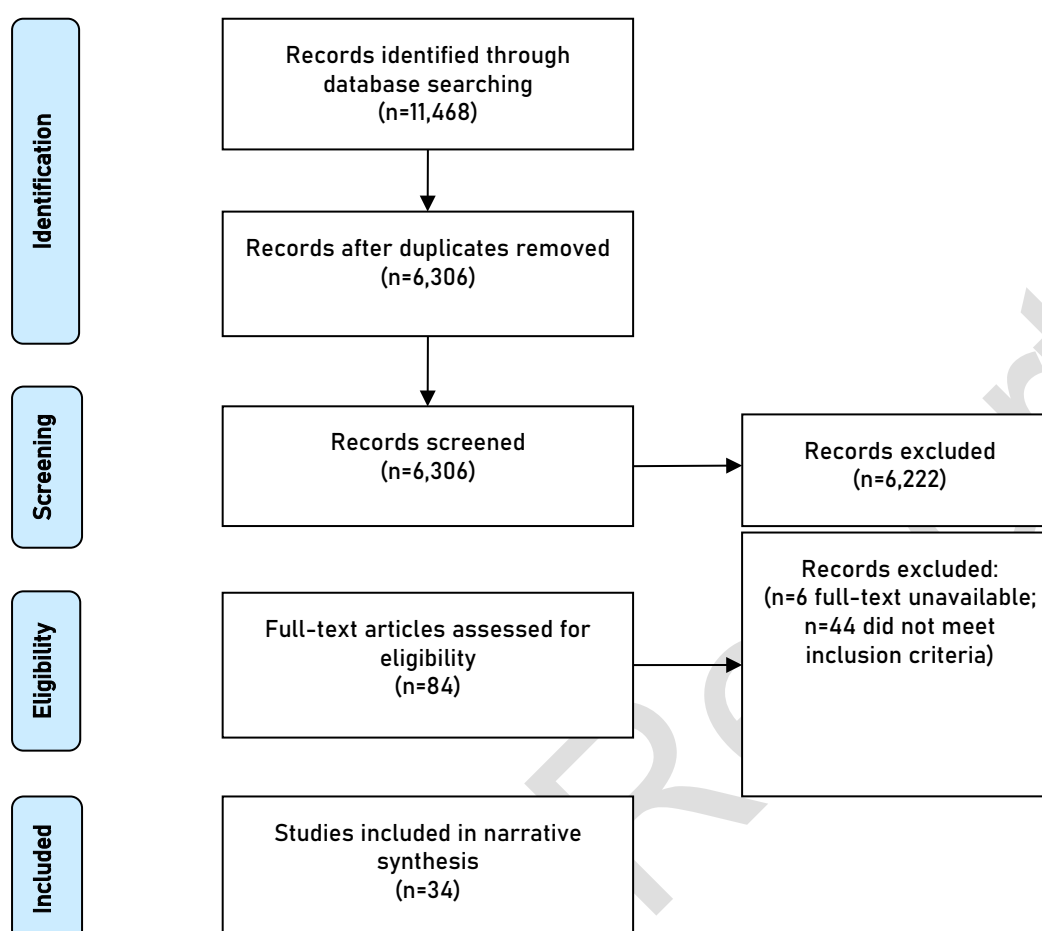 Identification
Records identified through
database searching
(n=11,468)
Records after duplicates removed
(n=6,306)
Screening
Records screened
(n=6,306)
Records excluded
(n=6,222)
Eligibility
Full-text articles assessed for
eligibility
(n=84)
Records excluded:
(n=6 full-text unavailable;
n=44 did not meet
inclusion criteria)
Included
Studies included in narrative
synthesis
(n=34)